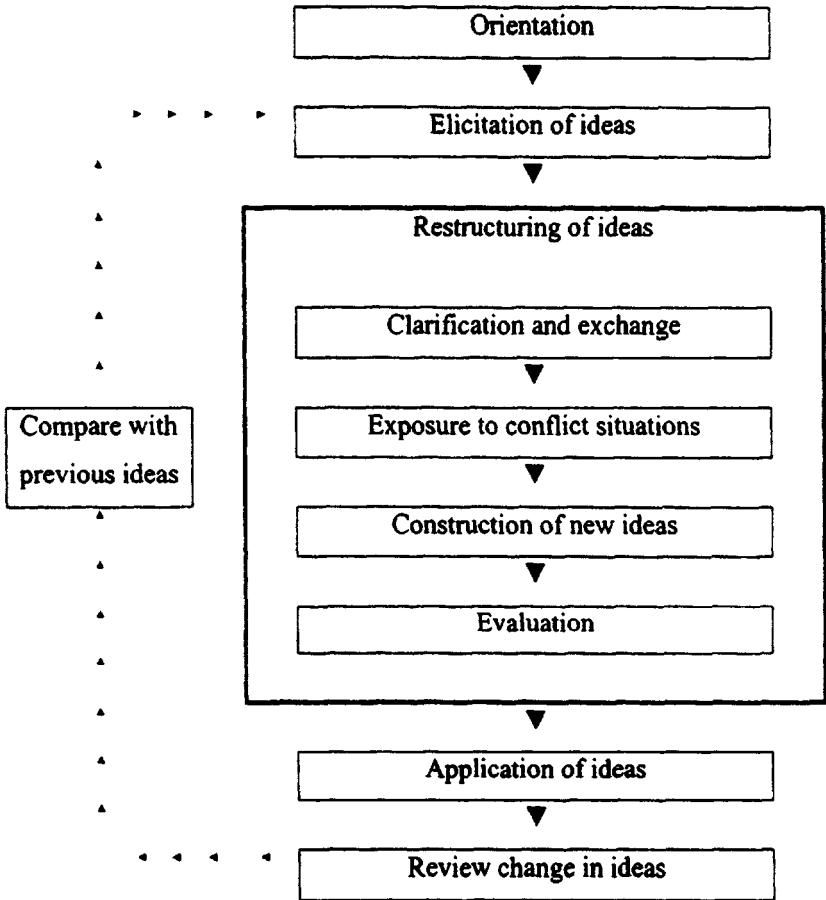 Orientation
Elicitation of ideas
Restructuring of ideas
Clarification and exchange
Exposure to conflict situations
Construction of new ideas
Evaluation
Compare with
previous ideas
Application of ideas
Review change in ideas